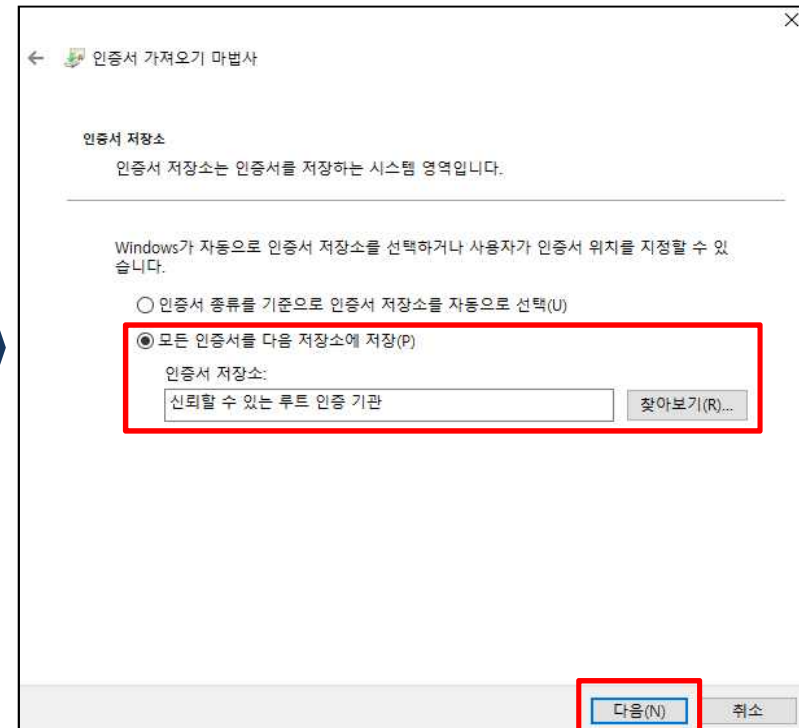 인증서 가져오기 마법사
인증서 저장소
인증서 저장소는 인증서를 저장하는 시스템 영역입니다.
Windows가 자동으로 인증서 저장소를 선택하거나 사용자가 인증서 위치를 지정할 수 있
습니다.
인증서 종류를 기준으로 인증서 저장소를 자동으로 선택(U)
모든 인증서를 다음 저장소에 저장(P)
인증서 저장소:
신뢰할 수 있는 루트 인증 기관
찾아보기(R)...
다음(N)
취소